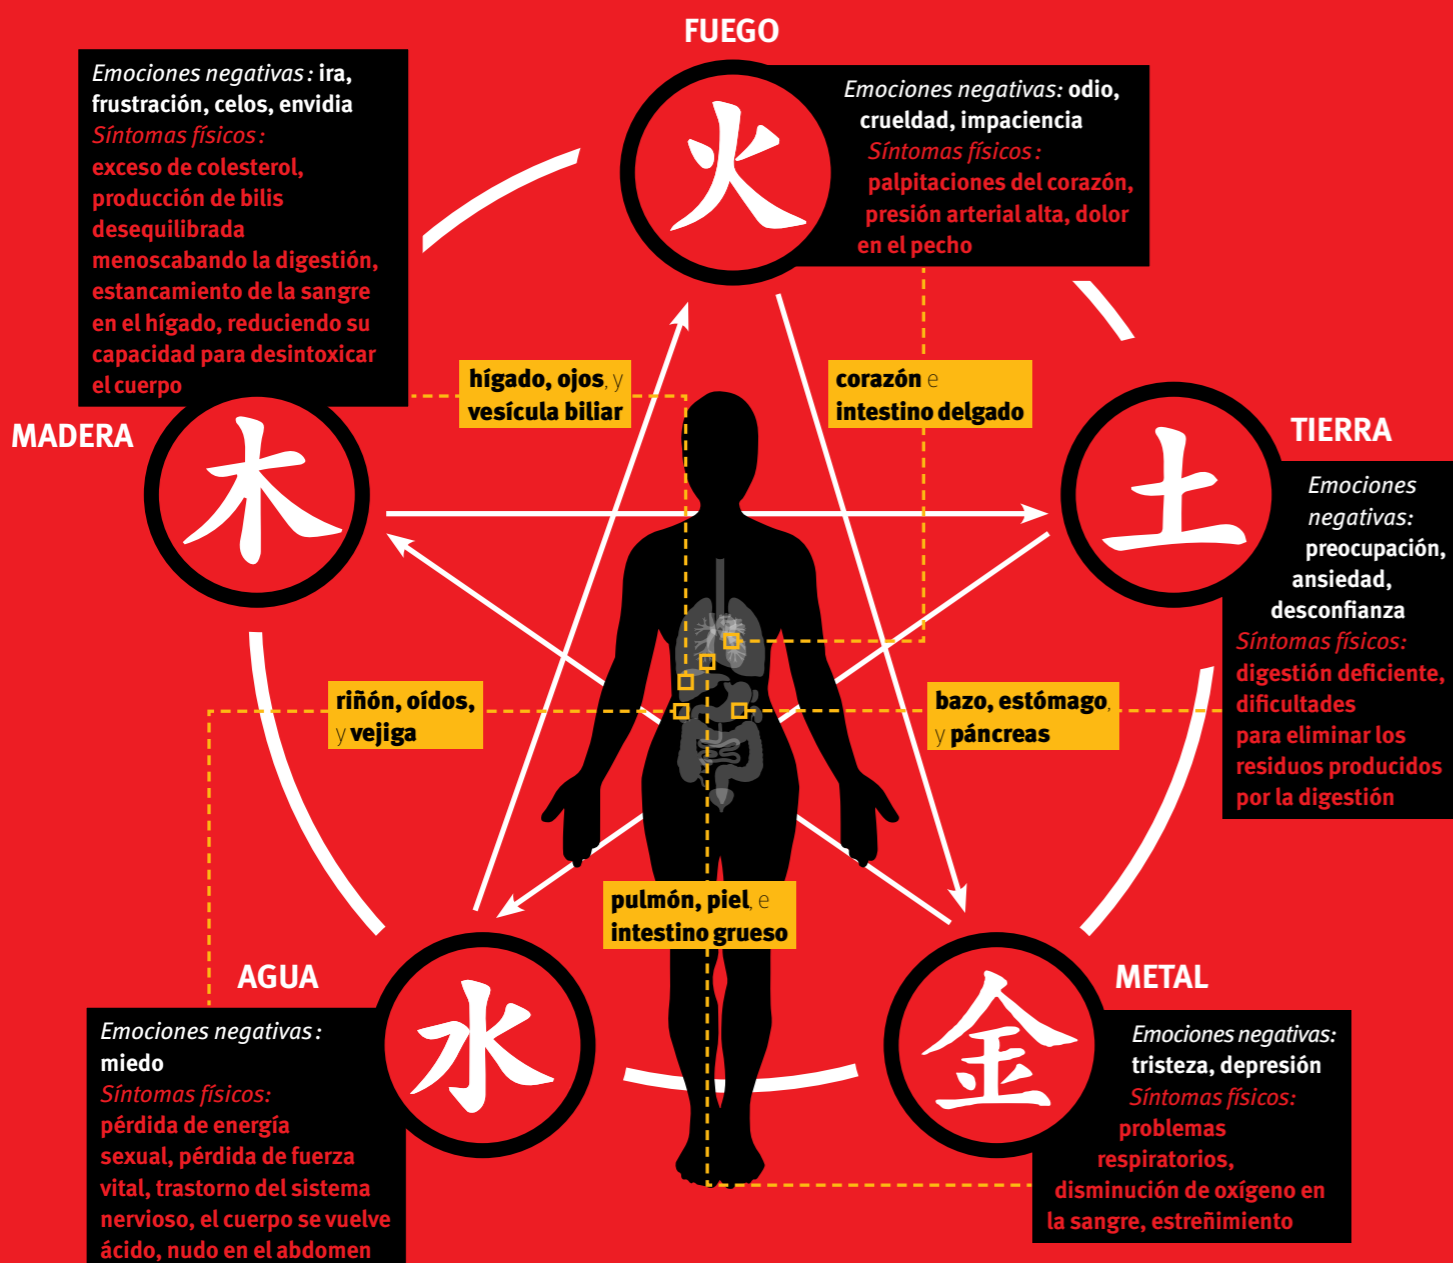 FUEGO
火
Emociones negativas: odio,
crueldad, impaciencia
Síntomas físicos:
palpitaciones del corazón,
presión arterial alta, dolor
en el pecho
Emociones negativas: ira,
frustración, celos, envidia
Síntomas físicos:
exceso de colesterol,
producción de bilis
desequilibrada
menoscabando la digestión,
estancamiento de la sangre
en el hígado, reduciendo su
capacidad para desintoxicar
el cuerpo
MADERA
木
hígado, ojos, y
vesícula biliar
corazón e
intestino delgado
TIERRA
土
Emociones
negativas:
preocupación,
ansiedad,
desconfianza
Síntomas físicos:
digestión deficiente,
dificultades
para eliminar los
residuos producidos
por la digestión
riñón, oídos,
y vejiga
bazo, estómago,
y páncreas
pulmón, piel, e
intestino grueso
AGUA
水
Emociones negativas:
miedo
Síntomas físicos:
pérdida de energía
sexual, pérdida de fuerza
vital, trastorno del sistema
nervioso, el cuerpo se vuelve
ácido, nudo en el abdomen
METAL
金
Emociones negativas:
tristeza, depresión
Síntomas físicos:
problemas
respiratorios,
disminución de oxígeno en
la sangre, estreñimiento